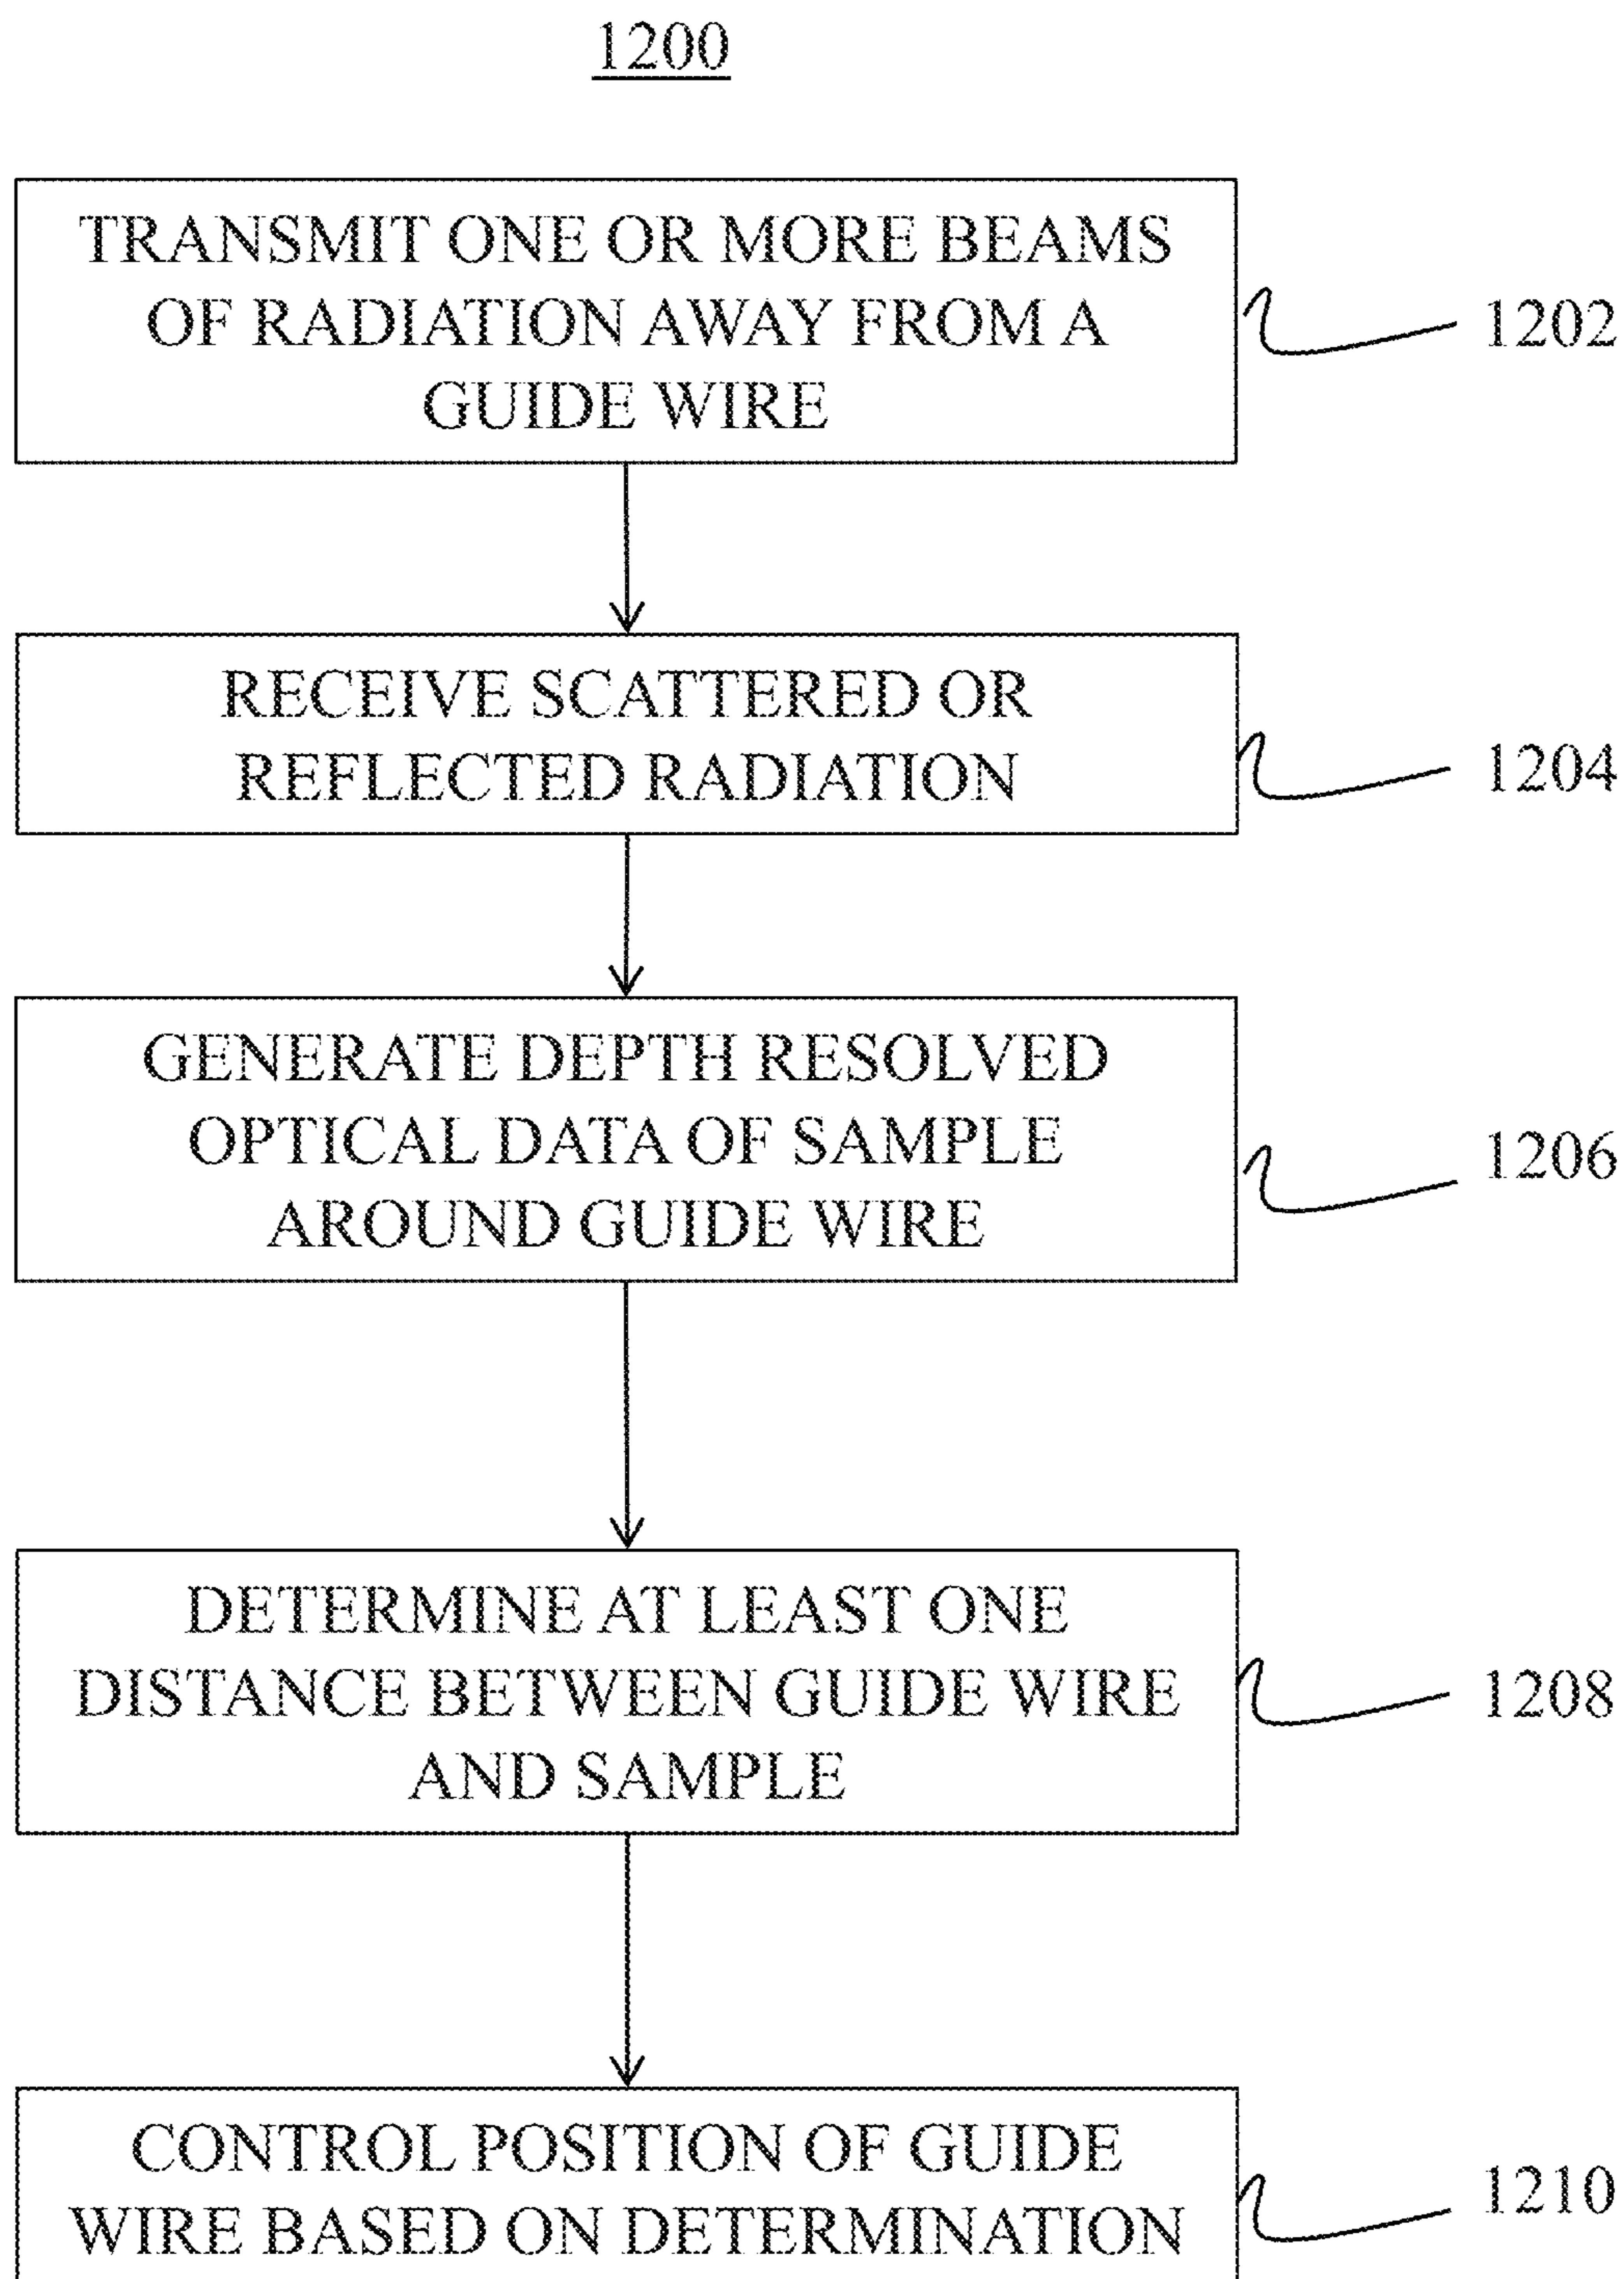 1200
TRANSMIT ONE OR MORE BEAMS
OF RADIATION AWAY FROM A
GUIDE WIRE
1202
RECEIVE SCATTERED OR
REFLECTED RADIATION
1204
GENERATE DEPTH RESOLVED
OPTICAL DATA OF SAMPLE
AROUND GUIDE WIRE
1206
DETERMINE AT LEAST ONE
DISTANCE BETWEEN GUIDE WIRE
AND SAMPLE
1208
CONTROL POSITION OF GUIDE
WIRE BASED ON DETERMINATION
1210